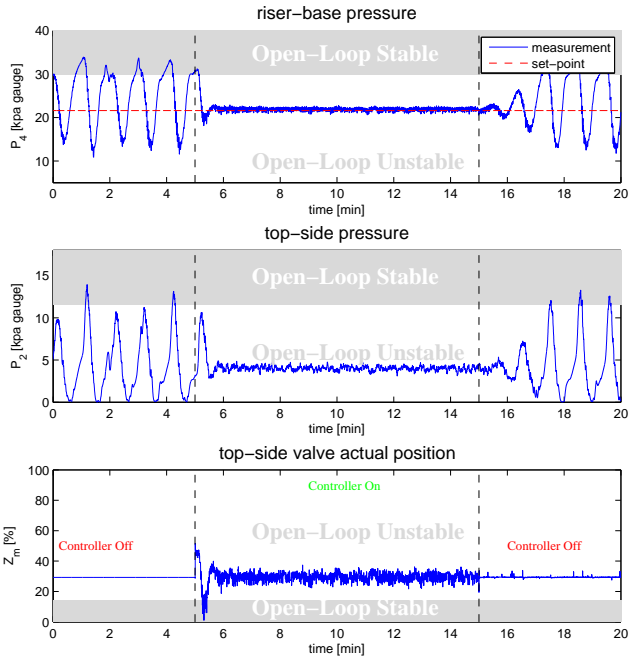 riser-base pressure
40
30
20
10
P4 [kpa gauge]
Open-Loop Stable
measurement
set-point
Open-Loop Unstable
0 2 4 6 8 10 12 14 16 18 20
time [min]
top-side pressure
15
10
5
0
P2 [kpa gauge]
Open-Loop Stable
Open-Loop Unstable
0 2 4 6 8 10 12 14 16 18 20
time [min]
top-side valve actual position
100
80
60
40
20
0
Zm [%]
Controller On
Open-Loop Unstable
Controller Off
Controller Off
Open-Loop Stable
0 2 4 6 8 10 12 14 16 18 20
time [min]